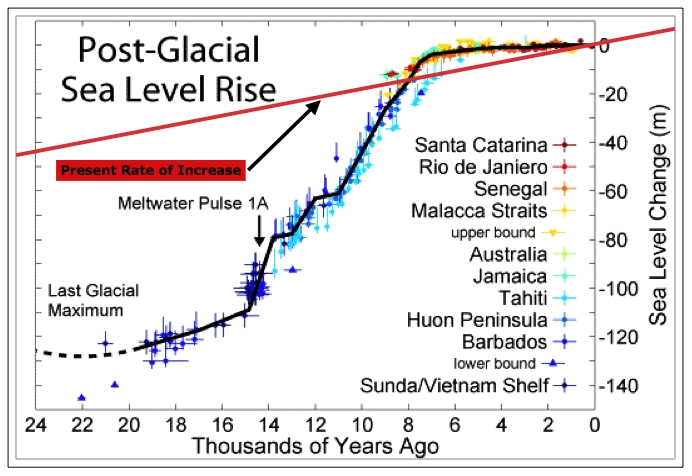 Post-Glacial
Sea Level Rise
Present Rate of Increase
Meltwater Pulse 1A
Last Glacial
Maximum
Santa Catarina
Rio de Janiero
Senegal
Malacca Straits
upper bound
Australia
Jamaica
Tahiti
Huon Peninsula
Barbados
lower bound
Sunda/Vietnam Shelf
0
-20
-40
-60
-80
-100
-120
-140
Sea Level Change (m)
24 22 20 18 16 14 12 10 8 6 4 2 0
Thousands of Years Ago